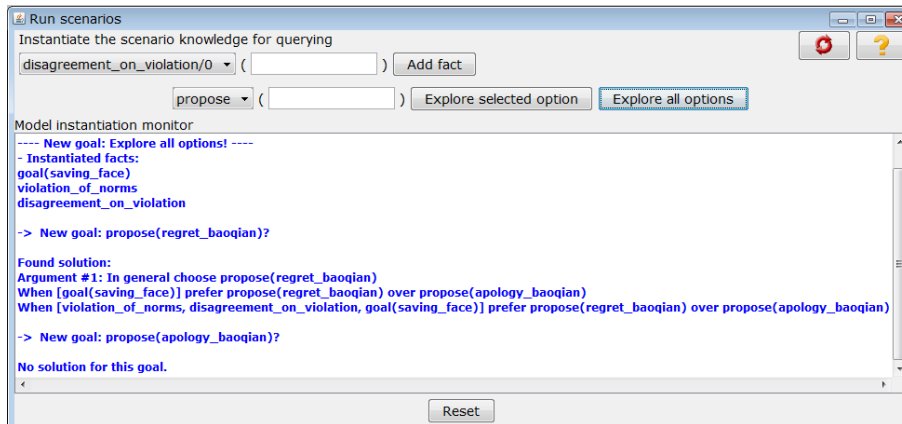 Run scenarios
Instantiate the scenario knowledge for querying
disagreement_on_violation/0 ( ) Add fact
propose ( ) Explore selected option Explore all options
Model instantiation monitor
---- New goal: Explore all options! ----
- Instantiated facts:
goal(saving_face)
violation_of_norms
disagreement_on_violation
-> New goal: propose(regret_baoqian)?
Found solution:
Argument #1: In general choose propose(regret_baoqian)
When [goal(saving_face)] prefer propose(regret_baoqian) over propose(apology_baoqian)
When [violation_of_norms, disagreement_on_violation, goal(saving_face)] prefer propose(regret_baoqian) over propose(apology_baoqian)
-> New goal: propose(apology_baoqian)?
No solution for this goal.
Reset